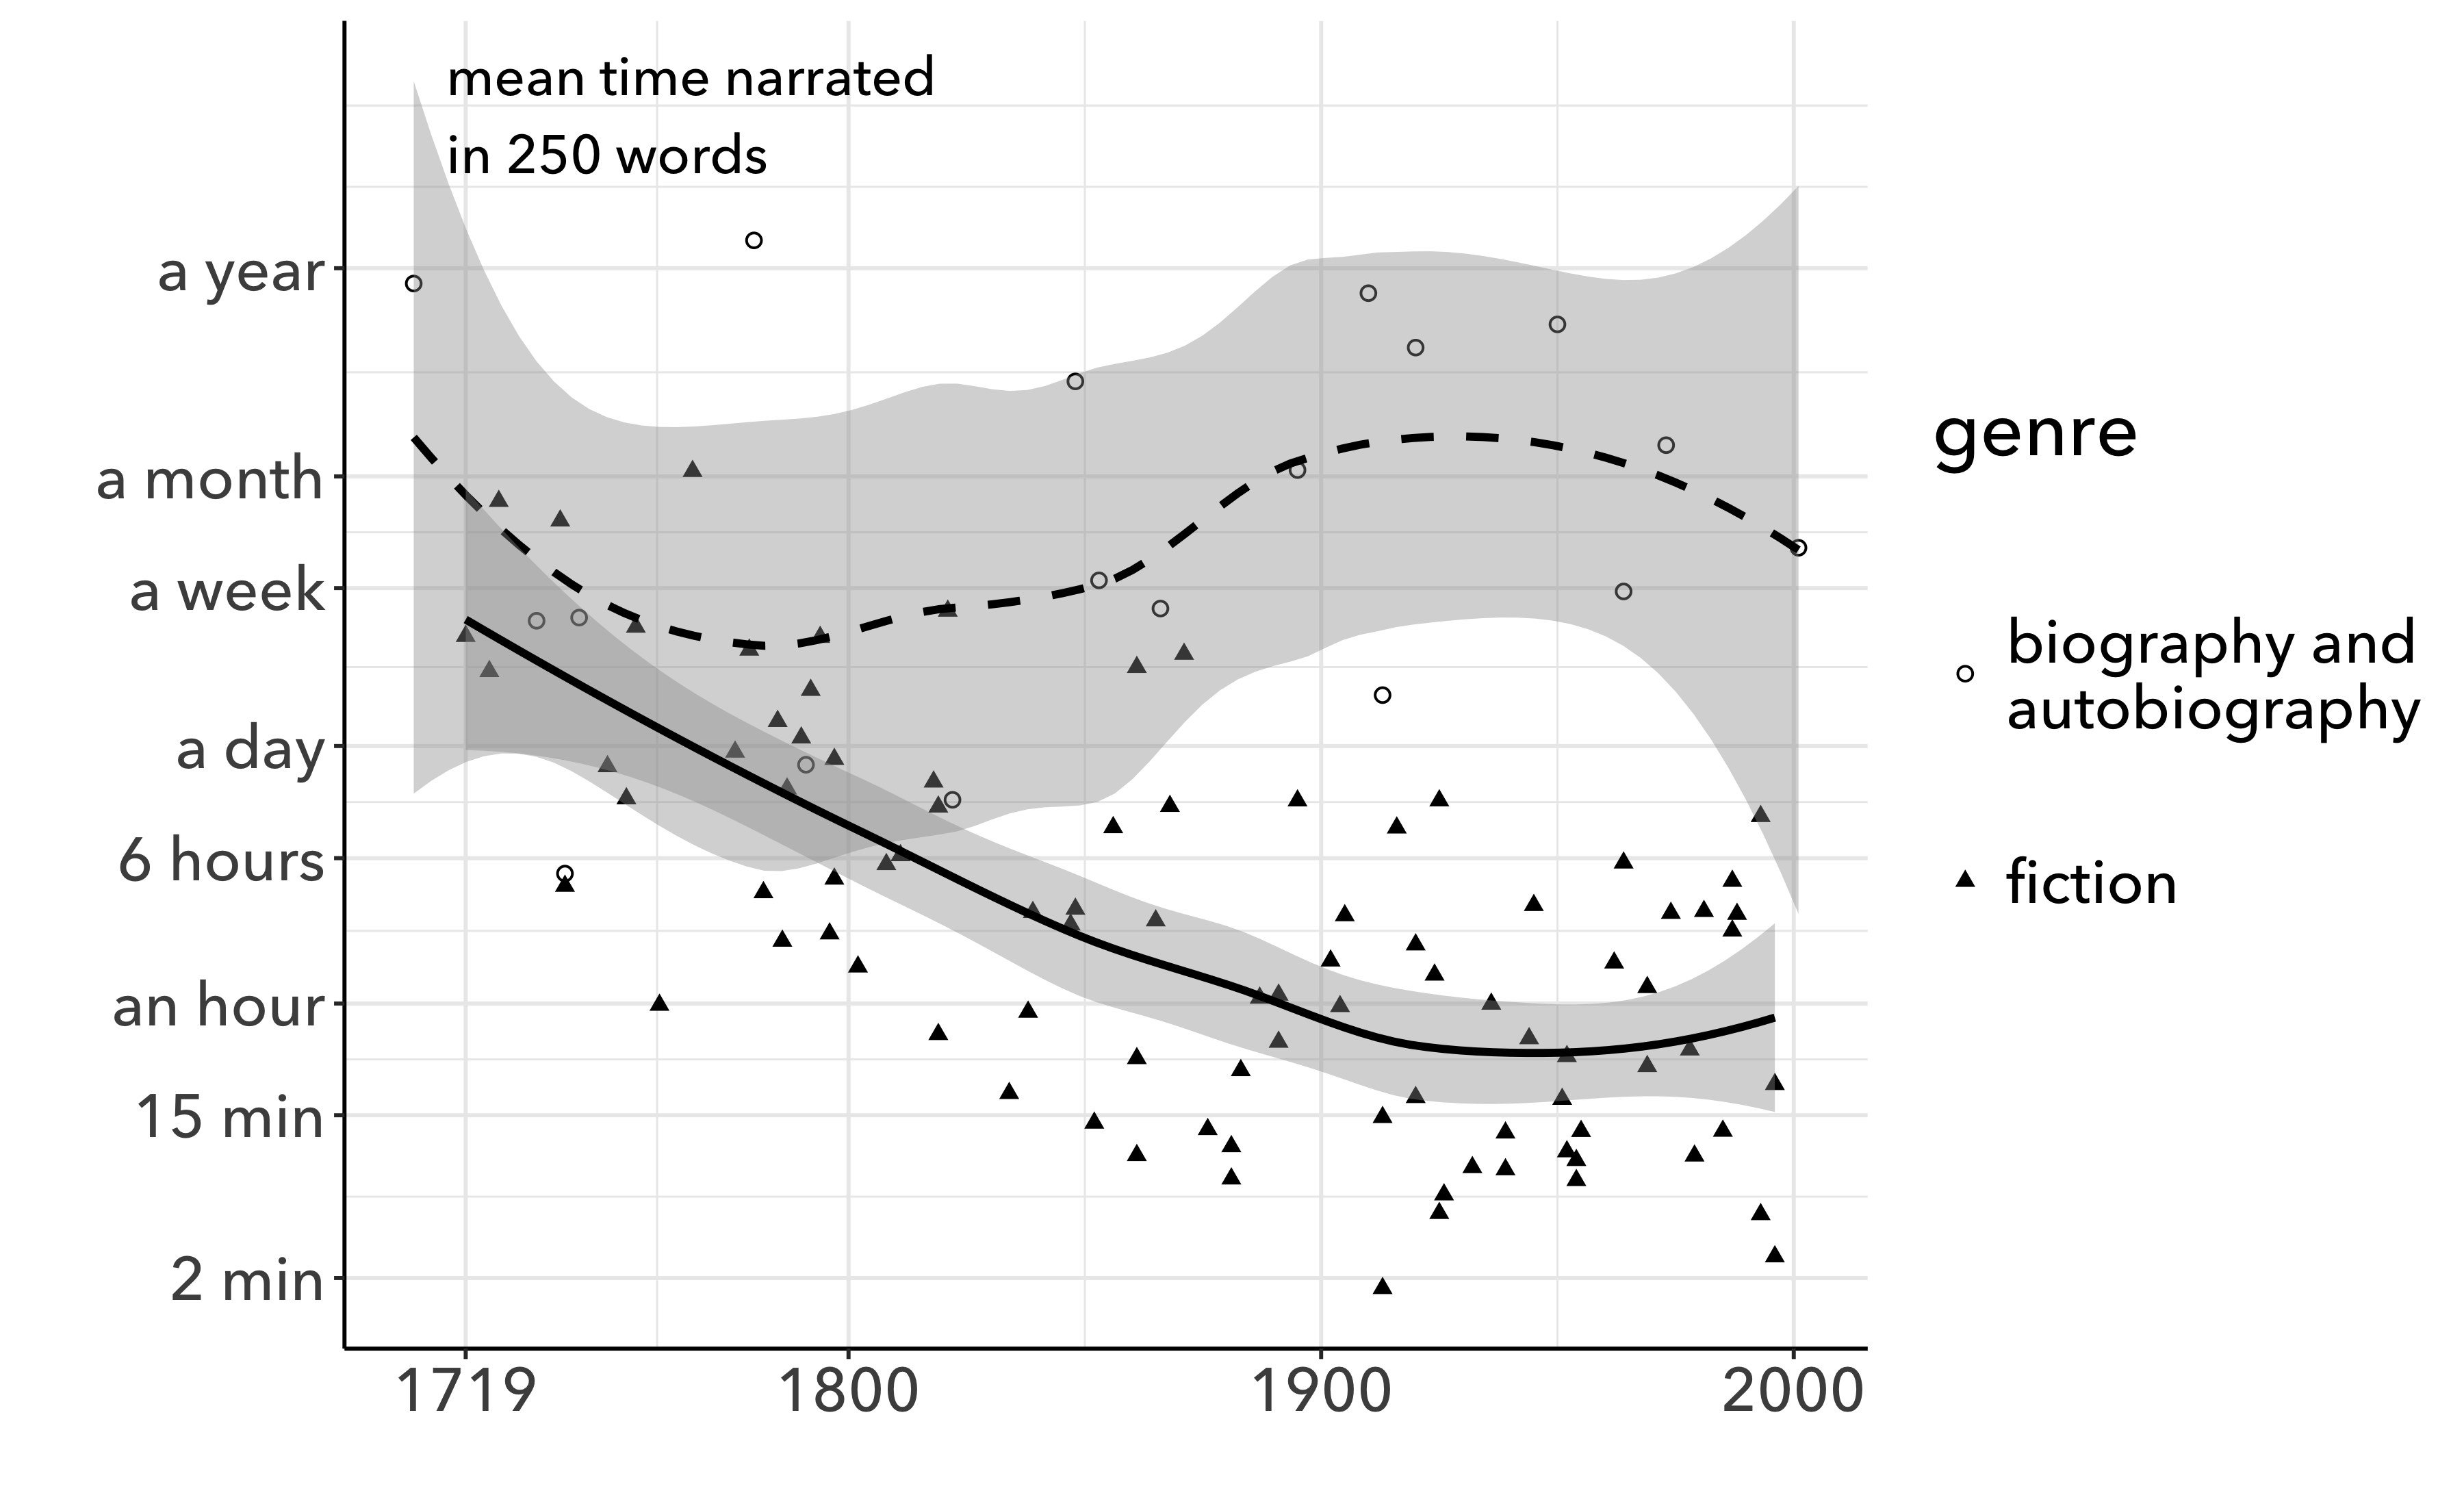 mean time narrated
in 250 words
a year
a month
a week
a day
6 hours
an hour
15 min
2 min
1719
1800
1900
2000
genre
biography and
autobiography
fiction